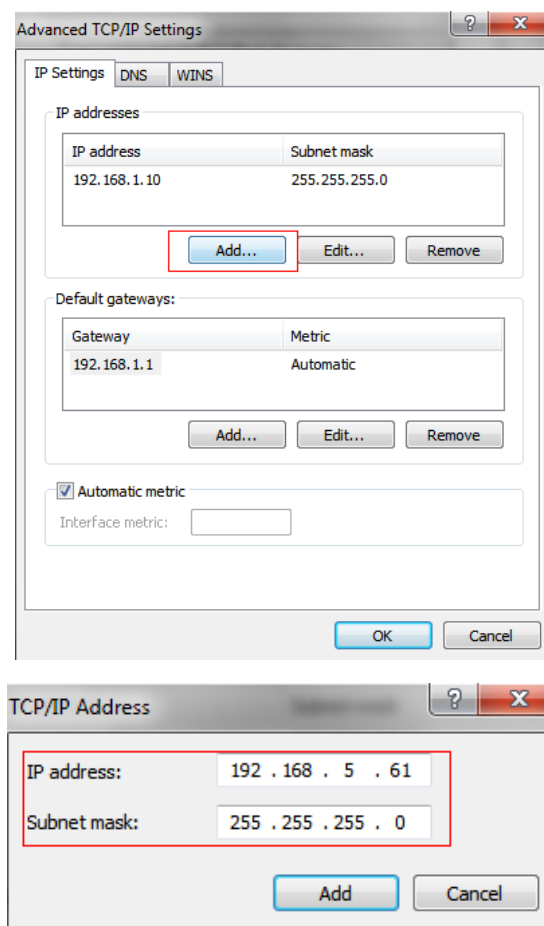 Advanced TCP/IP Settings
IP Settings DNS WINS
IP addresses
IP address Subnet mask
192.168.1.10 255.255.255.0
Add... Edit... Remove
Default gateways:
Gateway Metric
192.168.1.1 Automatic
Add... Edit... Remove
Automatic metric
Interface metric:
OK Cancel
TCP/IP Address
IP address: 192 . 168 . 5 . 61
Subnet mask: 255 . 255 . 255 . 0
Add Cancel